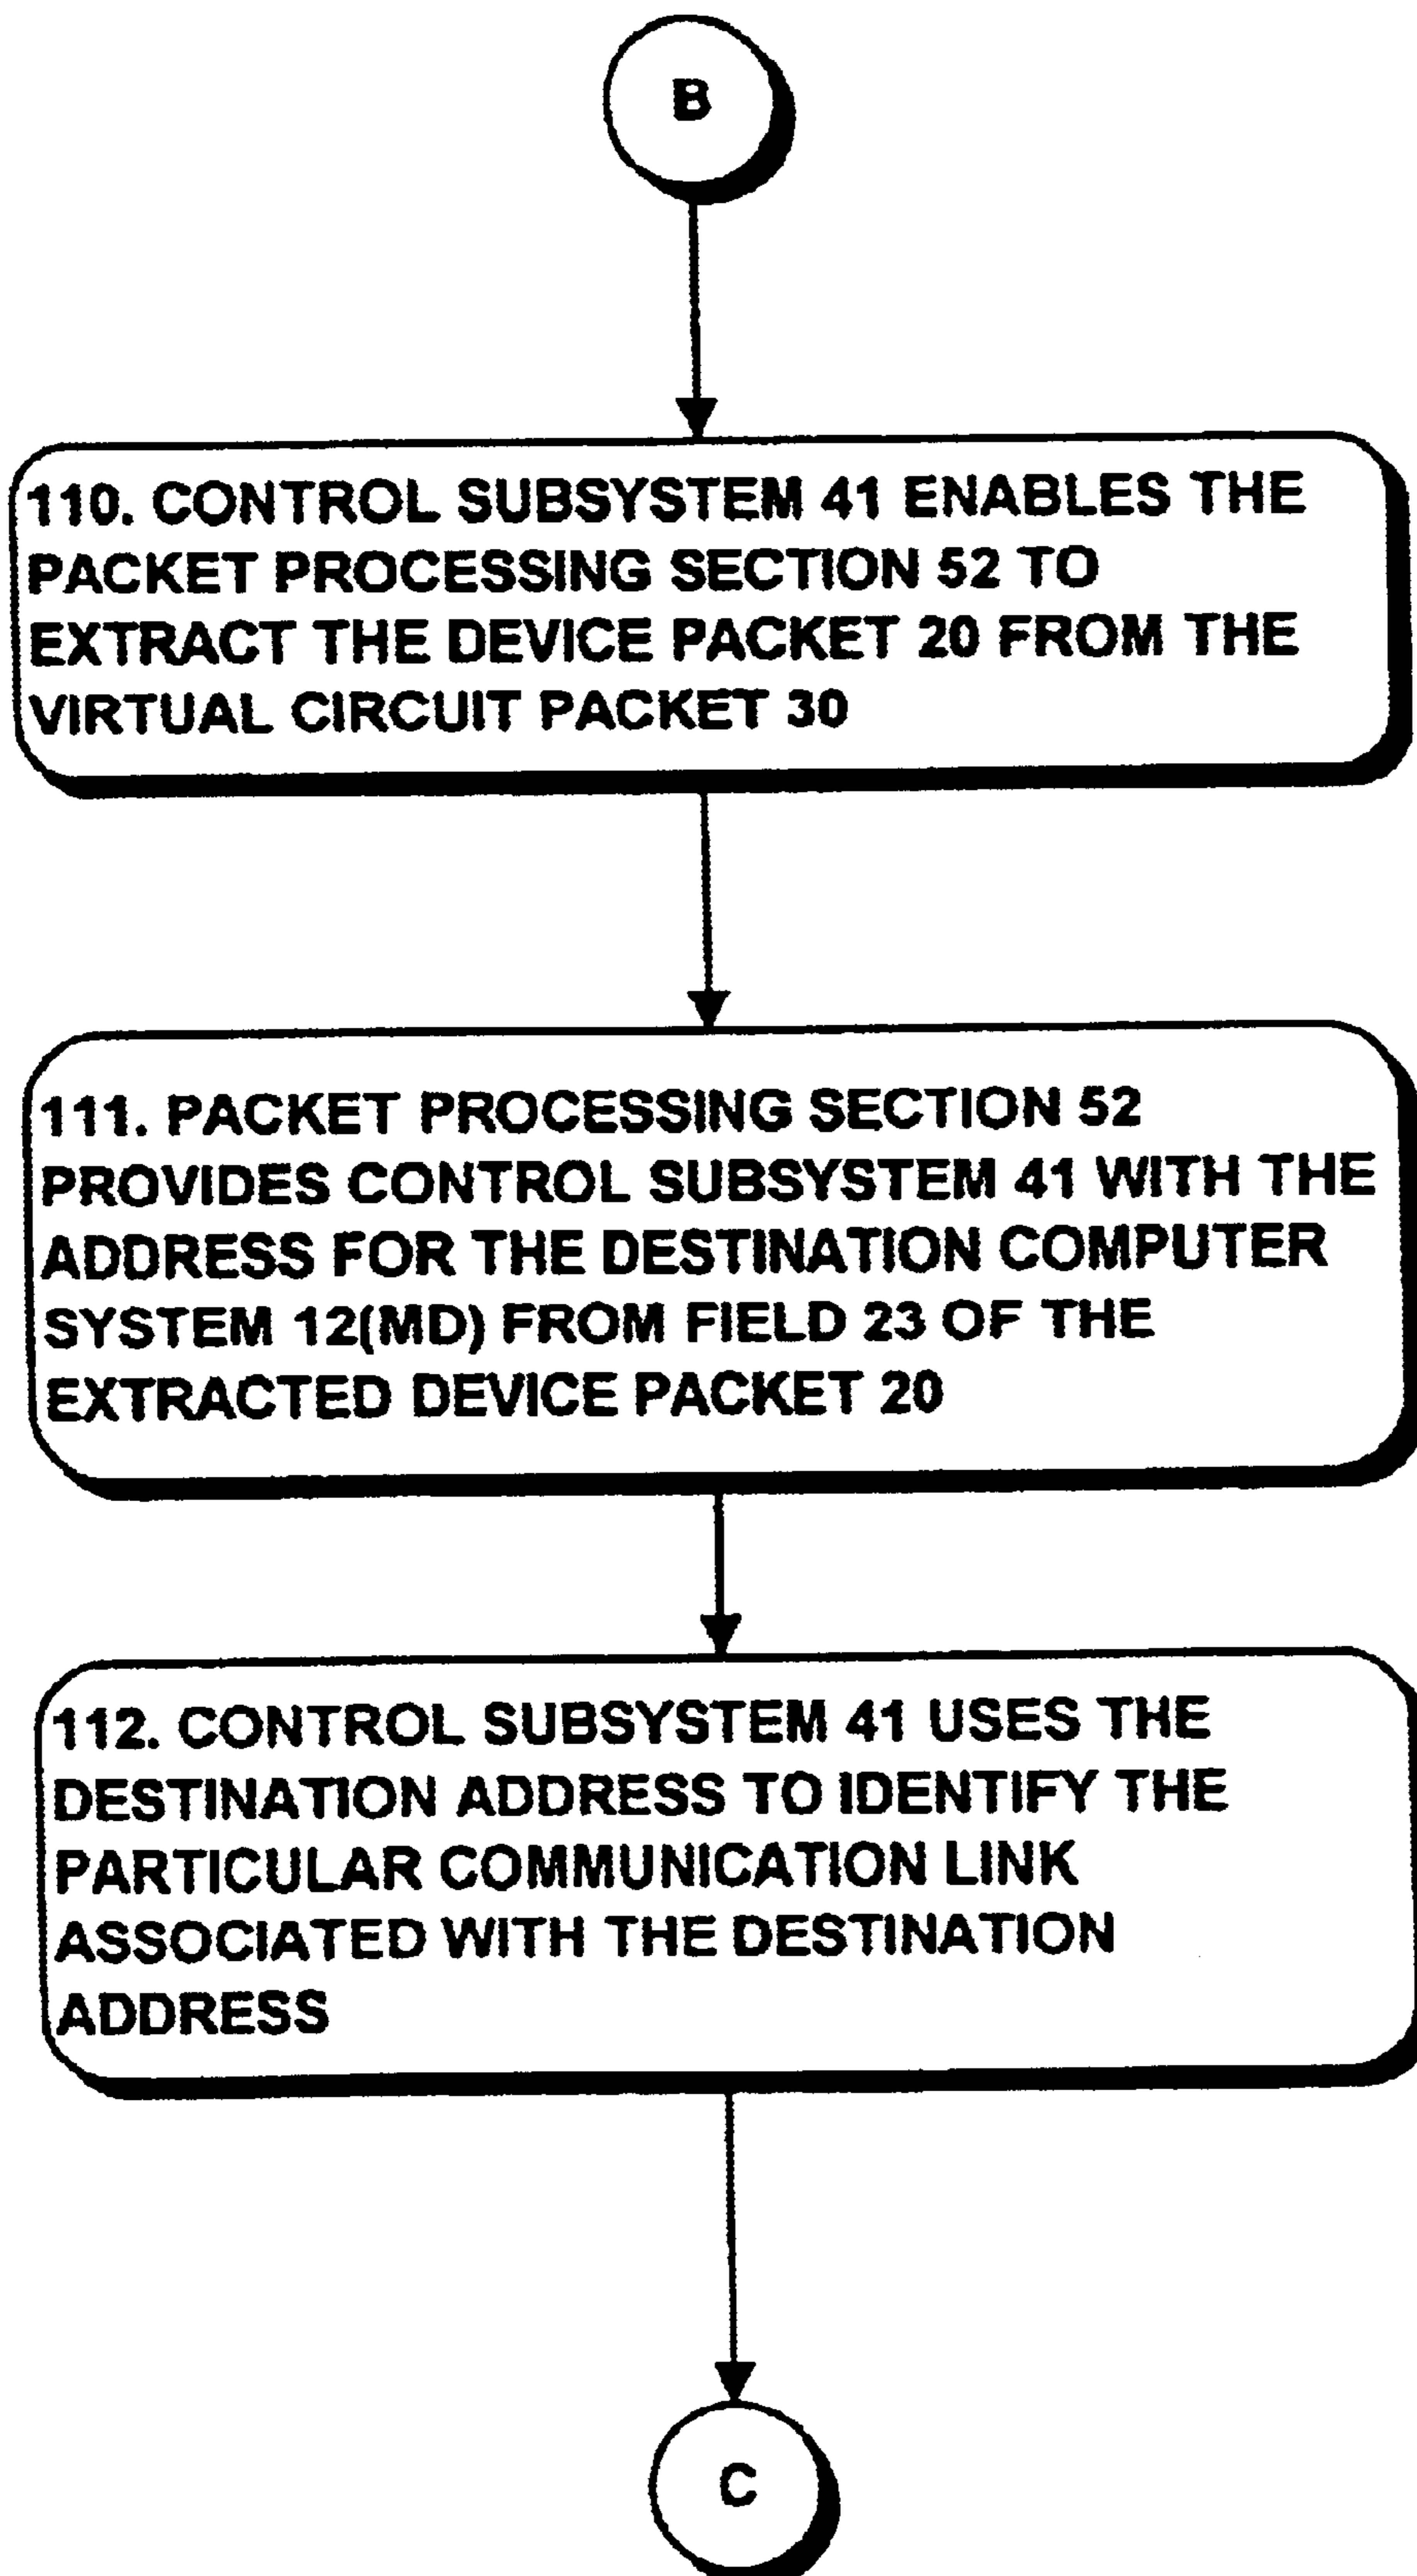 B
110. CONTROL SUBSYSTEM 41 ENABLES THE
PACKET PROCESSING SECTION 52 TO
EXTRACT THE DEVICE PACKET 20 FROM THE
VIRTUAL CIRCUIT PACKET 30
111. PACKET PROCESSING SECTION 52
PROVIDES CONTROL SUBSYSTEM 41 WITH THE
ADDRESS FOR THE DESTINATION COMPUTER
SYSTEM 12(MD) FROM FIELD 23 OF THE
EXTRACTED DEVICE PACKET 20
112. CONTROL SUBSYSTEM 41 USES THE
DESTINATION ADDRESS TO IDENTIFY THE
PARTICULAR COMMUNICATION LINK
ASSOCIATED WITH THE DESTINATION
ADDRESS
C